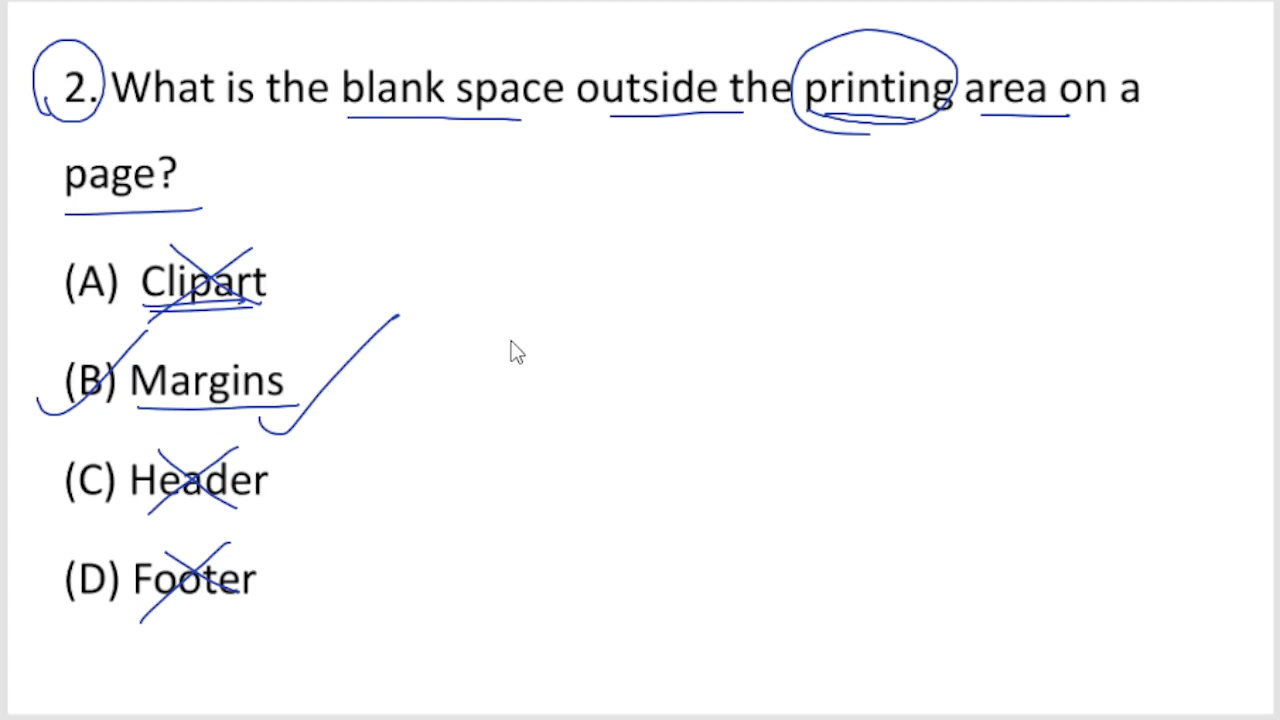 2. What is the blank space outside the printing area on a
page?
(A) Clipart
(B) Margins
(C) Header
(D) Footer